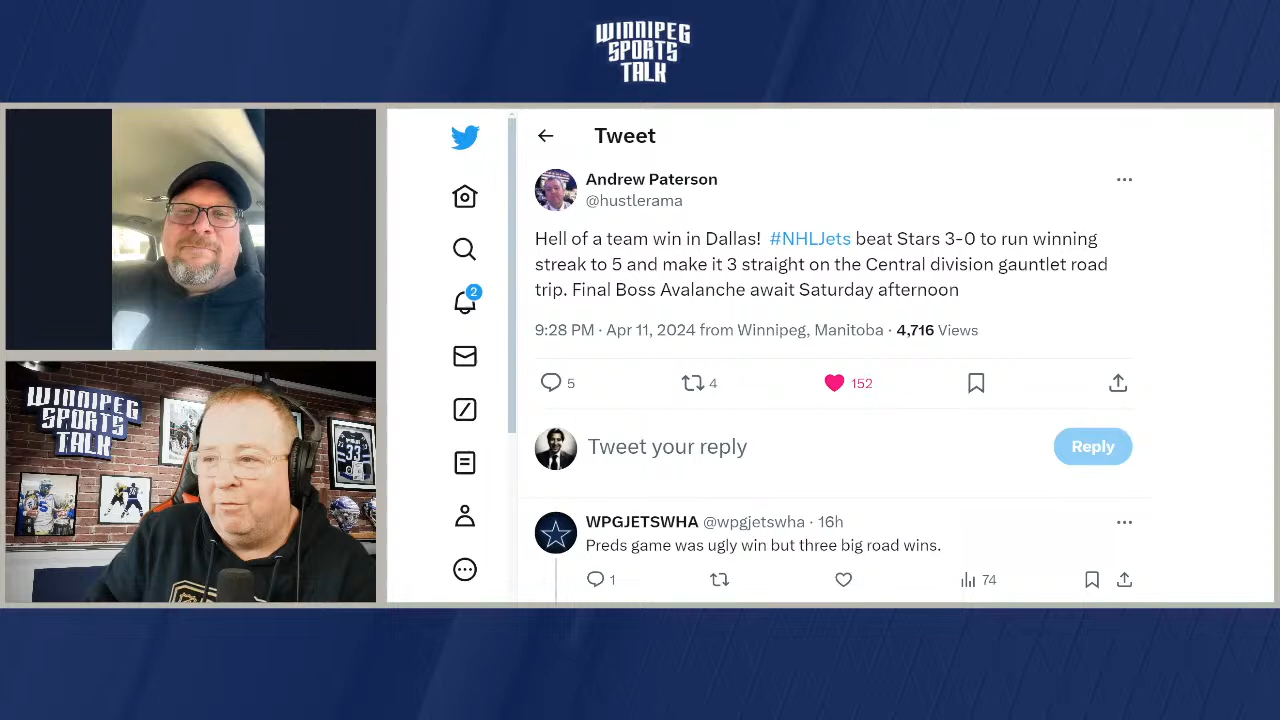 WINNIPEG
SPORTS
TALK
Tweet
Andrew Paterson
@hustlerama
Hell of a team win in Dallas! #NHLJets beat Stars 3-0 to run winning
streak to 5 and make it 3 straight on the Central division gauntlet road
trip. Final Boss Avalanche await Saturday afternoon
9:28 PM · Apr 11, 2024 from Winnipeg, Manitoba · 4,716 Views
5
4
152
2
Tweet your reply
Reply
WPGJETSWHA @wpgjetswha · 16h
Preds game was ugly win but three big road wins.
1
74
WINNIPEG
SPORTS
TALK
33
5